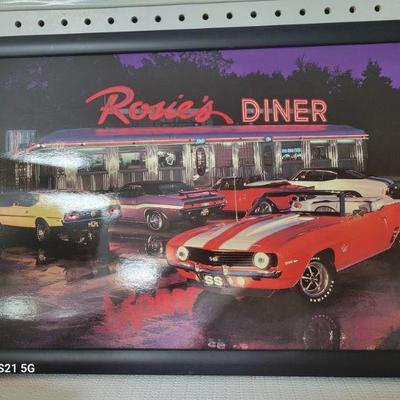 Rosie's DINER
SS
S21 5G